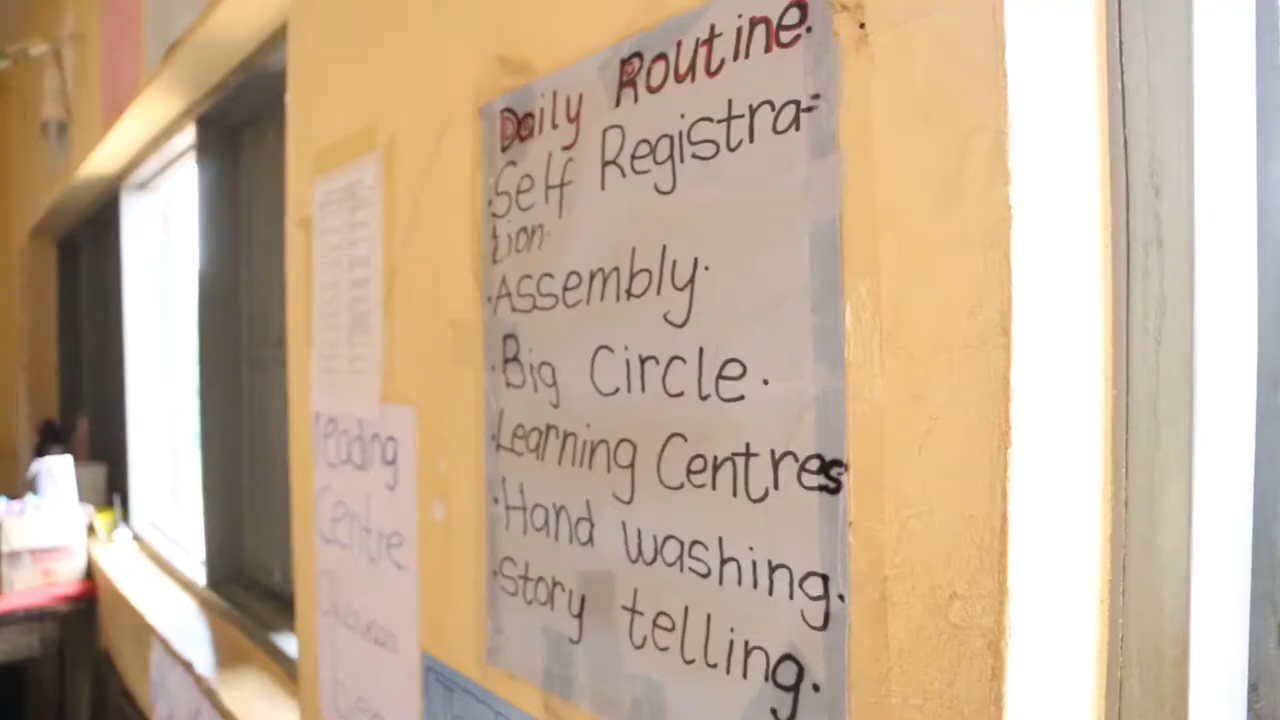 Daily Routine.
·Self Registra=
tion·
·Assembly·
·Big Circle.
·Learning Centres
·Hand washing.
·Story telling.
Reading
Centre